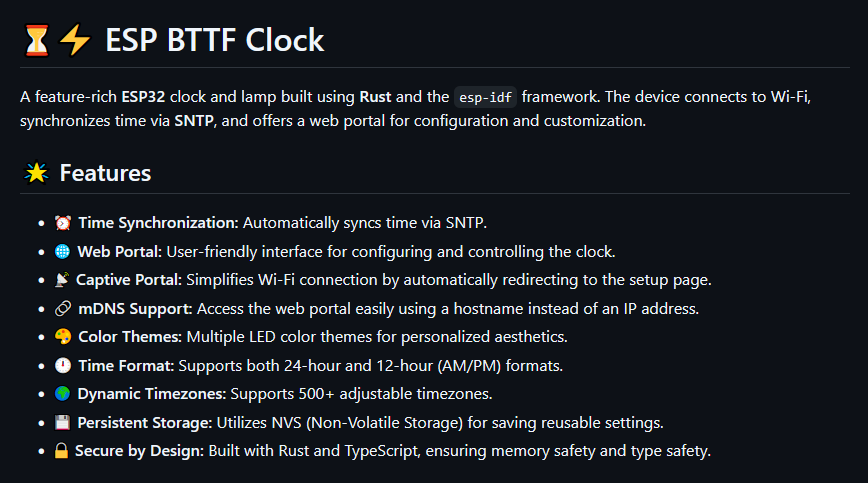 ⏳⚡ ESP BTTF Clock
A feature-rich ESP32 clock and lamp built using Rust and the esp-idf framework. The device connects to Wi-Fi,
synchronizes time via SNTP, and offers a web portal for configuration and customization.
🌟 Features
• ⏰ Time Synchronization: Automatically syncs time via SNTP.
• 🌐 Web Portal: User-friendly interface for configuring and controlling the clock.
• 📡 Captive Portal: Simplifies Wi-Fi connection by automatically redirecting to the setup page.
• 🔗 mDNS Support: Access the web portal easily using a hostname instead of an IP address.
• 🎨 Color Themes: Multiple LED color themes for personalized aesthetics.
• 🕛 Time Format: Supports both 24-hour and 12-hour (AM/PM) formats.
• 🌍 Dynamic Timezones: Supports 500+ adjustable timezones.
• 💾 Persistent Storage: Utilizes NVS (Non-Volatile Storage) for saving reusable settings.
• 🔒 Secure by Design: Built with Rust and TypeScript, ensuring memory safety and type safety.